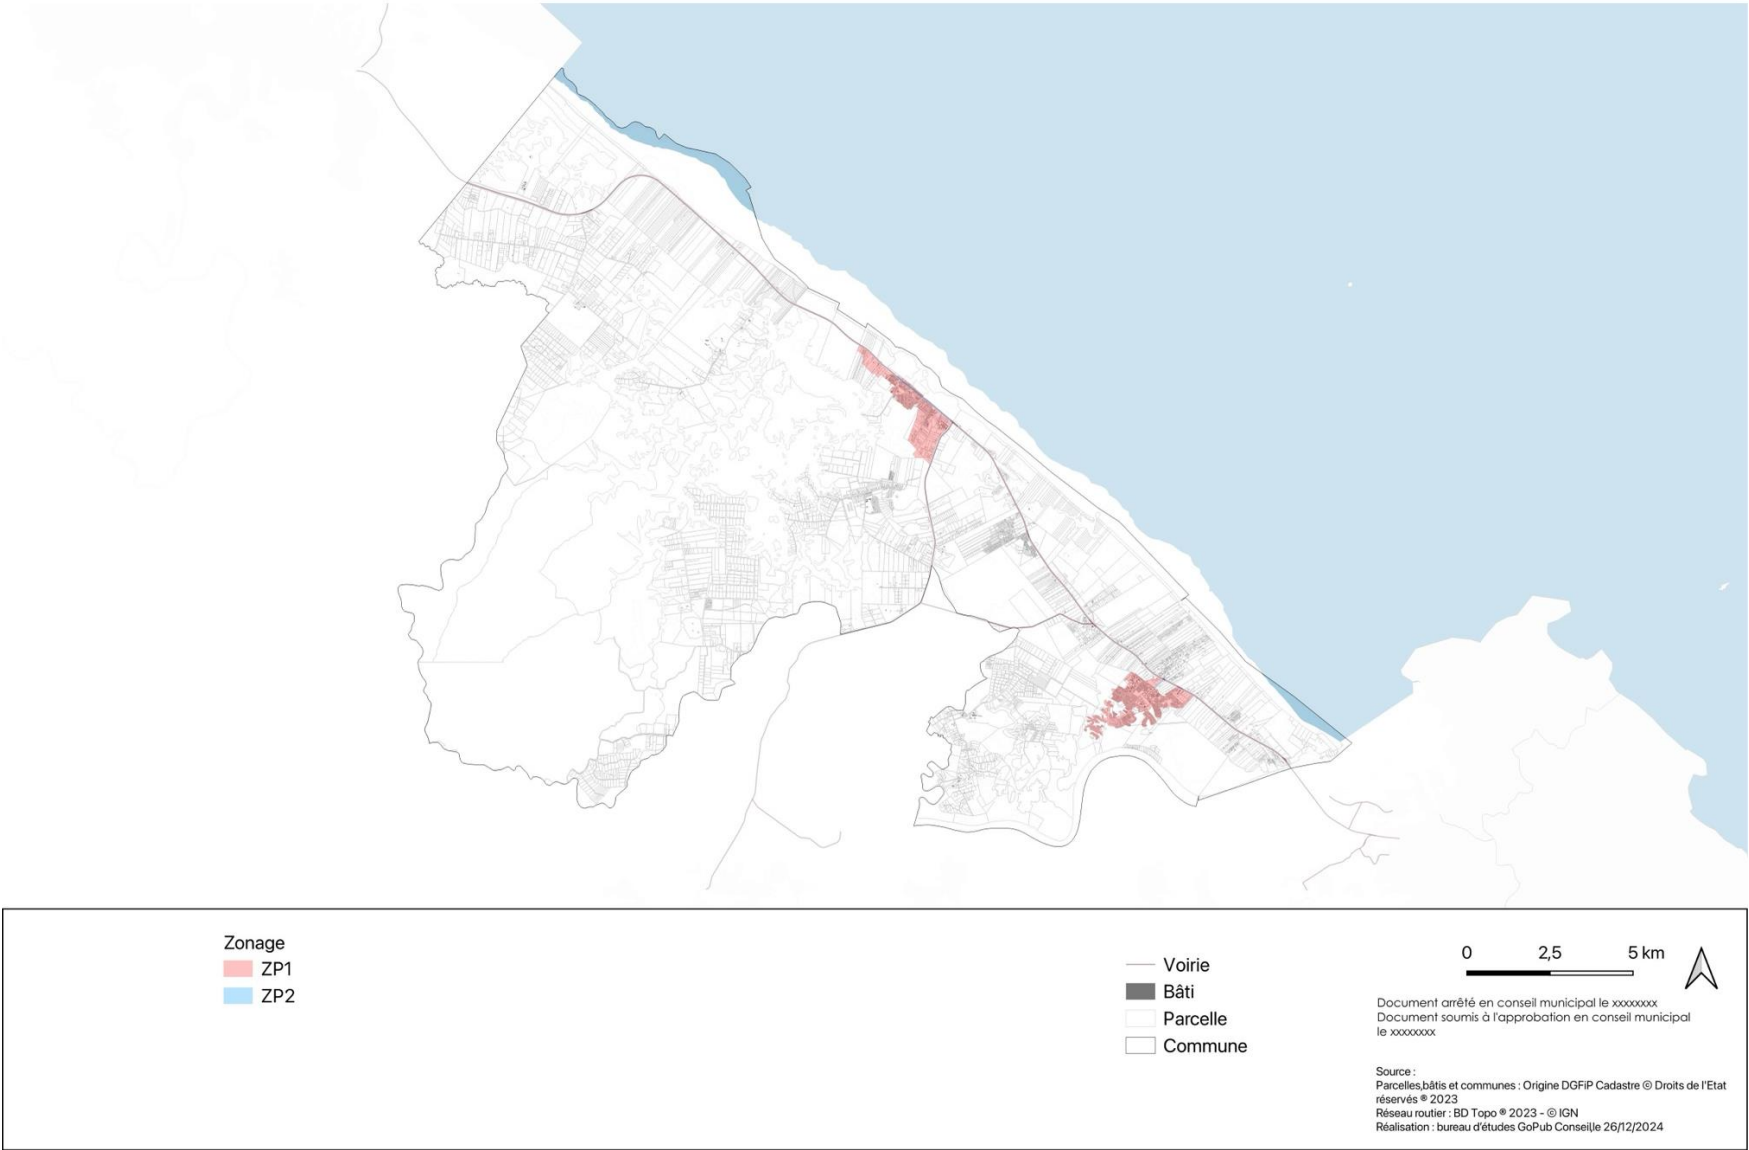 Zonage
ZP1
ZP2
Voirie
Bâti
Parcelle
Commune
0 2,5 5 km
Document arrêté en conseil municipal le xxxxxxxx
Document soumis à l'approbation en conseil municipal
le xxxxxxxx
Source :
Parcelles,bâtis et communes : Origine DGFiP Cadastre © Droits de l'Etat
réservés ® 2023
Réseau routier : BD Topo ® 2023 - © IGN
Réalisation : bureau d'études GoPub Conseil,le 26/12/2024